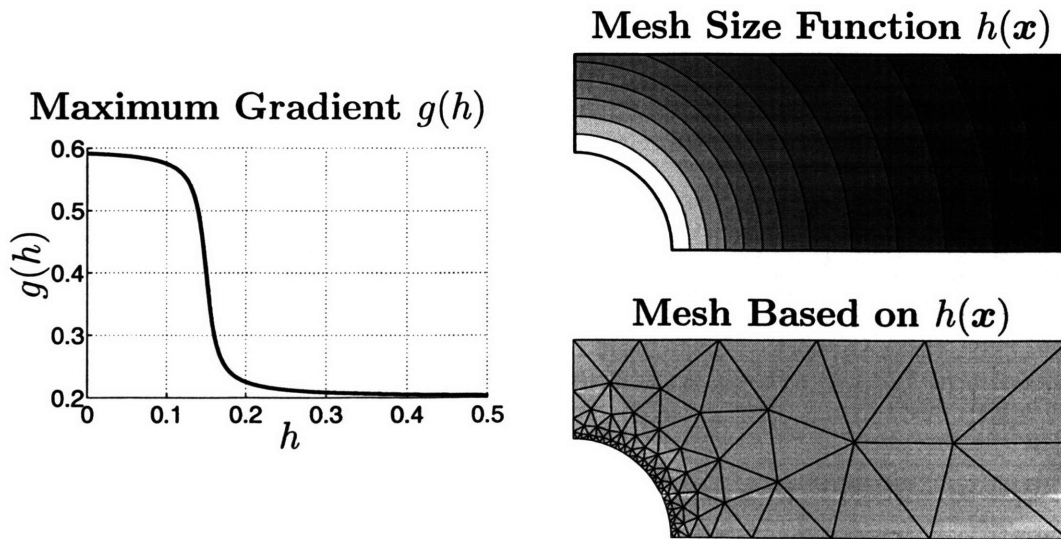 Mesh Size Function h(x)
Maximum Gradient g(h)
0.6
0.5
0.4
0.3
0.2
g(h)
0 0.1 0.2 0.3 0.4 0.5
h
Mesh Based on h(x)